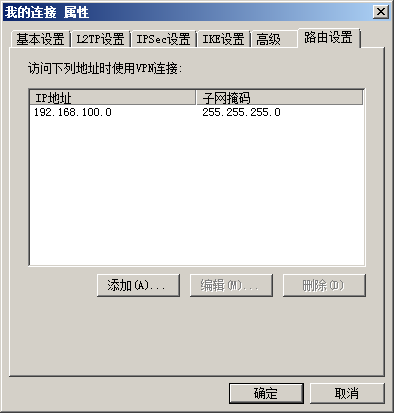 我的连接 属性
基本设置 L2TP设置 IPSec设置 IKE设置 高级 路由设置
访问下列地址时使用VPN连接:
IP地址 子网掩码
192.168.100.0 255.255.255.0
添加(A)... 编辑(M)... 删除(D)
确定 取消